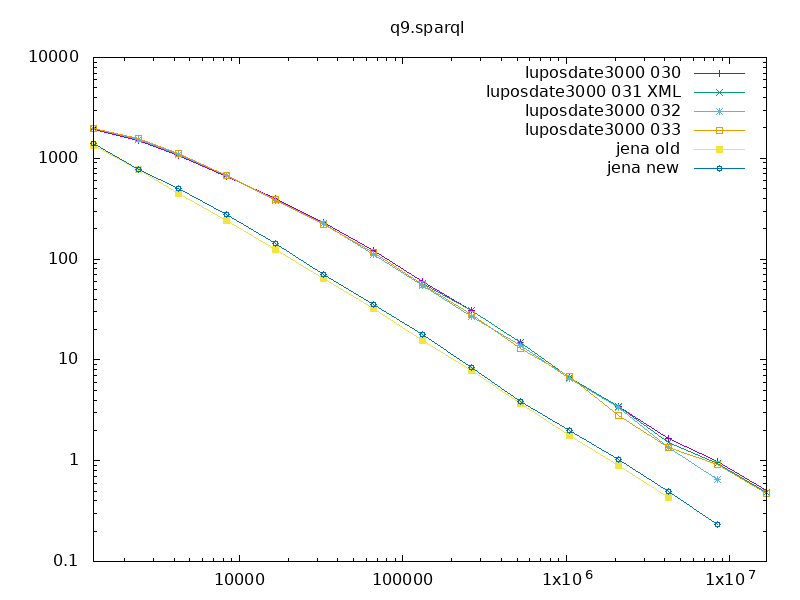 q9.sparql
10000
1000
100
10
1
0.1
luposdate3000 030
luposdate3000 031 XML
luposdate3000 032
luposdate3000 033
jena old
jena new
10000
100000
1x10^6
1x10^7